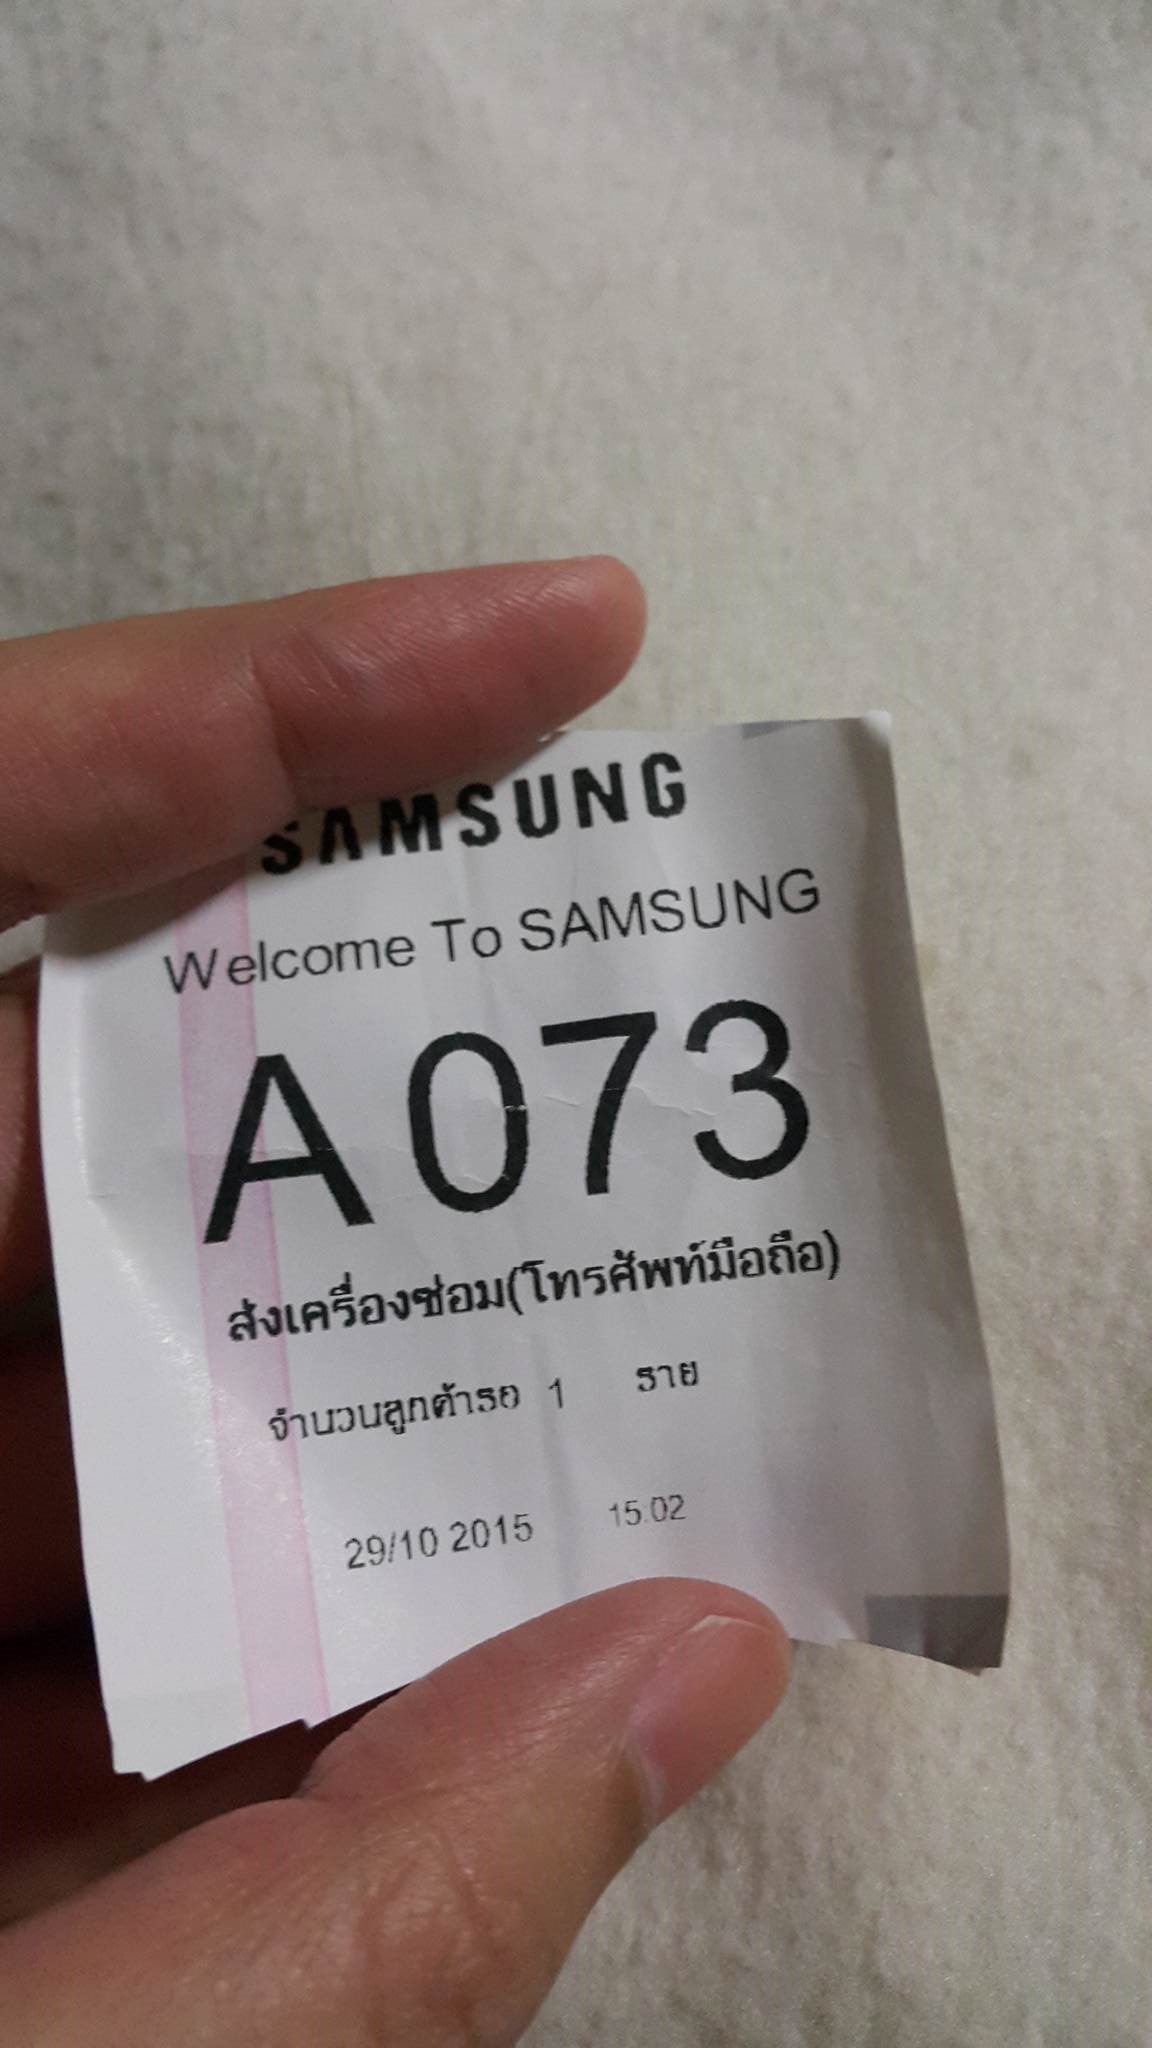 SAMSUNG
Welcome To SAMSUNG
A073
ส่งเครื่องซ่อม(โทรศัพท์มือถือ)
จำนวนลูกค้ารอ 1 ราย
29/10 2015 15:02